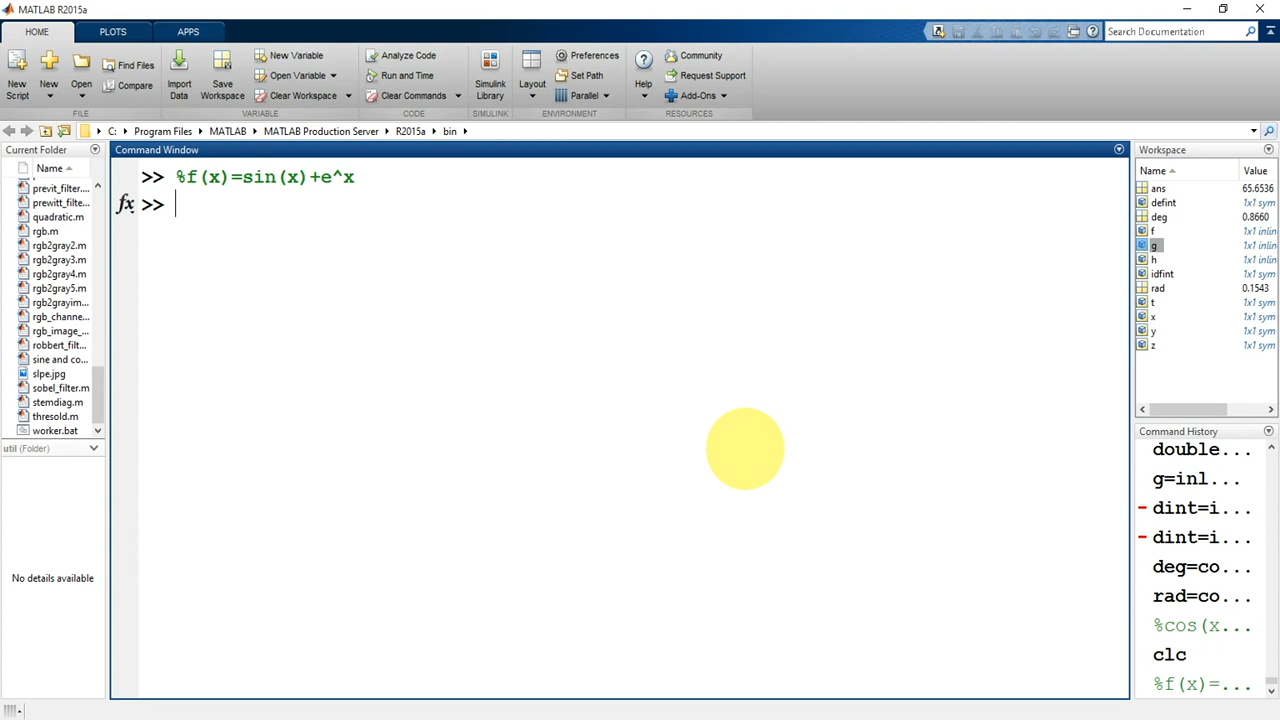 MATLAB R2015a
HOME PLOTS APPS
Search Documentation
New Script
New
Open
Find Files
Compare
Import Data
Save Workspace
New Variable
Open Variable
Clear Workspace
Analyze Code
Run and Time
Clear Commands
Simulink Library
Layout
Preferences
Set Path
Parallel
Help
Community
Request Support
Add-Ons
FILE VARIABLE CODE SIMULINK ENVIRONMENT RESOURCES
C: Program Files MATLAB MATLAB Production Server R2015a bin
Current Folder
Name
previt_filter....
prewitt_filte...
quadratic.m
rgb.m
rgb2gray2.m
rgb2gray3.m
rgb2gray4.m
rgb2gray5.m
rgb2grayim...
rgb_channe...
rgb_image_...
robbert_filt...
sine and co...
slpe.jpg
sobel_filter.m
stemdiag.m
thresold.m
worker.bat
util (Folder)
No details available
Command Window
>> %f(x)=sin(x)+e^x
fx >>
Workspace
Name Value
ans 65.6536
defint 1x1 sym
deg 0.8660
f 1x1 inlin
g 1x1 inlin
h 1x1 inlin
idfint 1x1 sym
rad 0.1543
t 1x1 sym
x 1x1 sym
y 1x1 sym
z 1x1 sym
Command History
double...
g=inl...
dint=i...
dint=i...
deg=co...
rad=co...
%cos(x...
clc
%f(x)=...